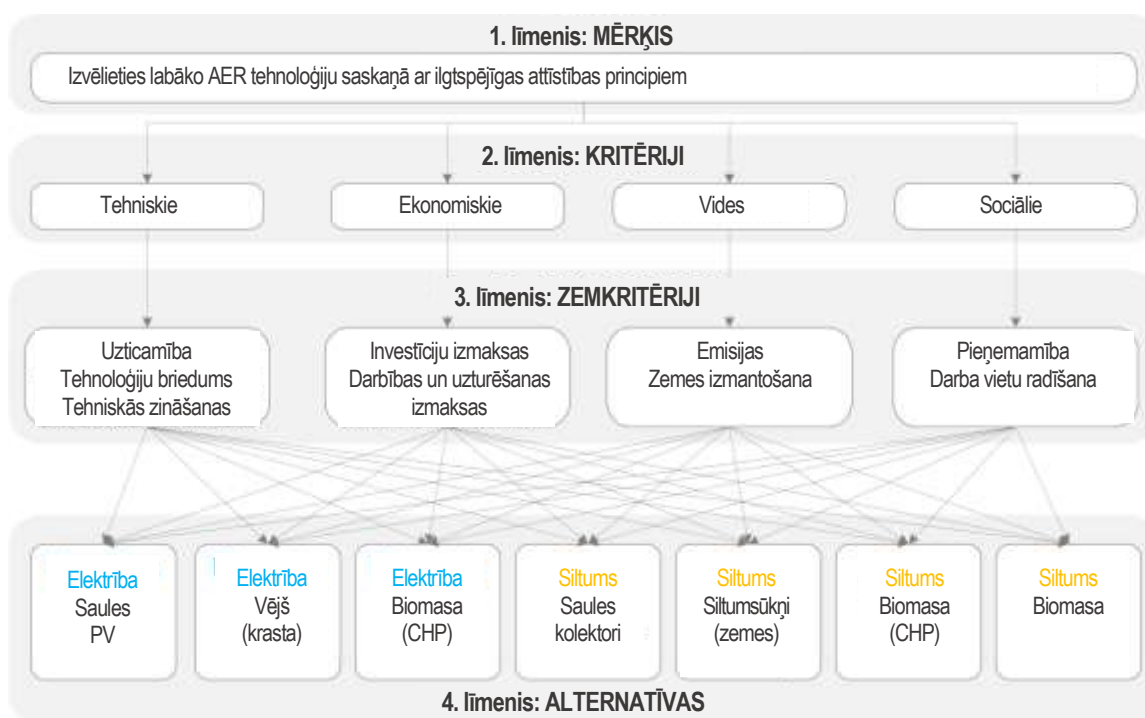 1. līmenis: MĒRĶIS
Izvēlieties labāko AER tehnoloģiju saskaņā ar ilgtspējīgas attīstības principiem
2. līmenis: KRITĒRIJI
Tehniskie
Ekonomiskie
Vides
Sociālie
3. līmenis: ZEMKRITĒRIJI
Uzticamība
Tehnoloģiju briedums
Tehniskās zināšanas
Investīciju izmaksas
Darbības un uzturēšanas
izmaksas
Emisijas
Zemes izmantošana
Pieņemamība
Darba vietu radīšana
Elektrība
Saules
PV
Elektrība
Vējš
(krasta)
Elektrība
Biomasa
(CHP)
Siltums
Saules
kolektori
Siltums
Siltumsūkņi
(zemes)
Siltums
Biomasa
(CHP)
Siltums
Biomasa
4. līmenis: ALTERNATĪVAS